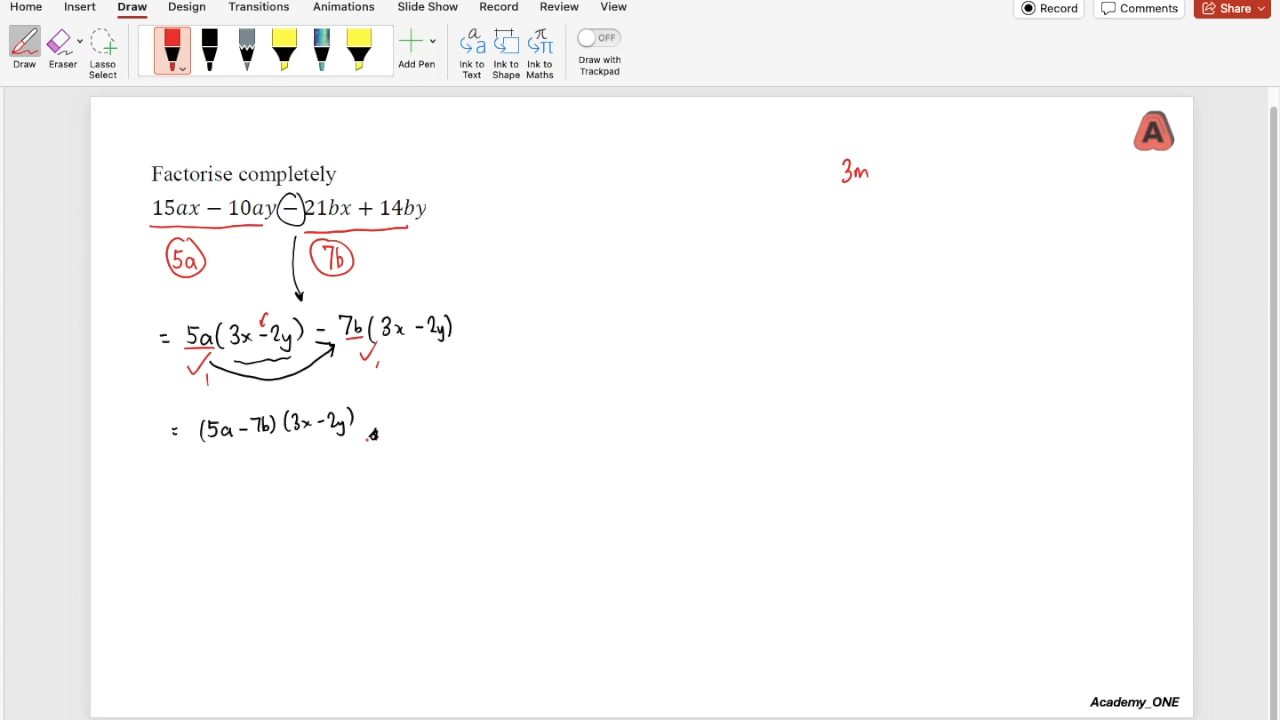 Home Insert Draw Design Transitions Animations Slide Show Record Review View Record Comments Share
Draw Eraser Lasso Select Add Pen Ink to Text Ink to Shape Ink to Maths OFF Draw with Trackpad
A
Factorise completely
3m
15ax − 10ay − 21bx + 14by
5a 7b
= 5a(3x − 2y) − 7b(3x − 2y)
1 1
= (5a − 7b)(3x − 2y)
Academy_ONE